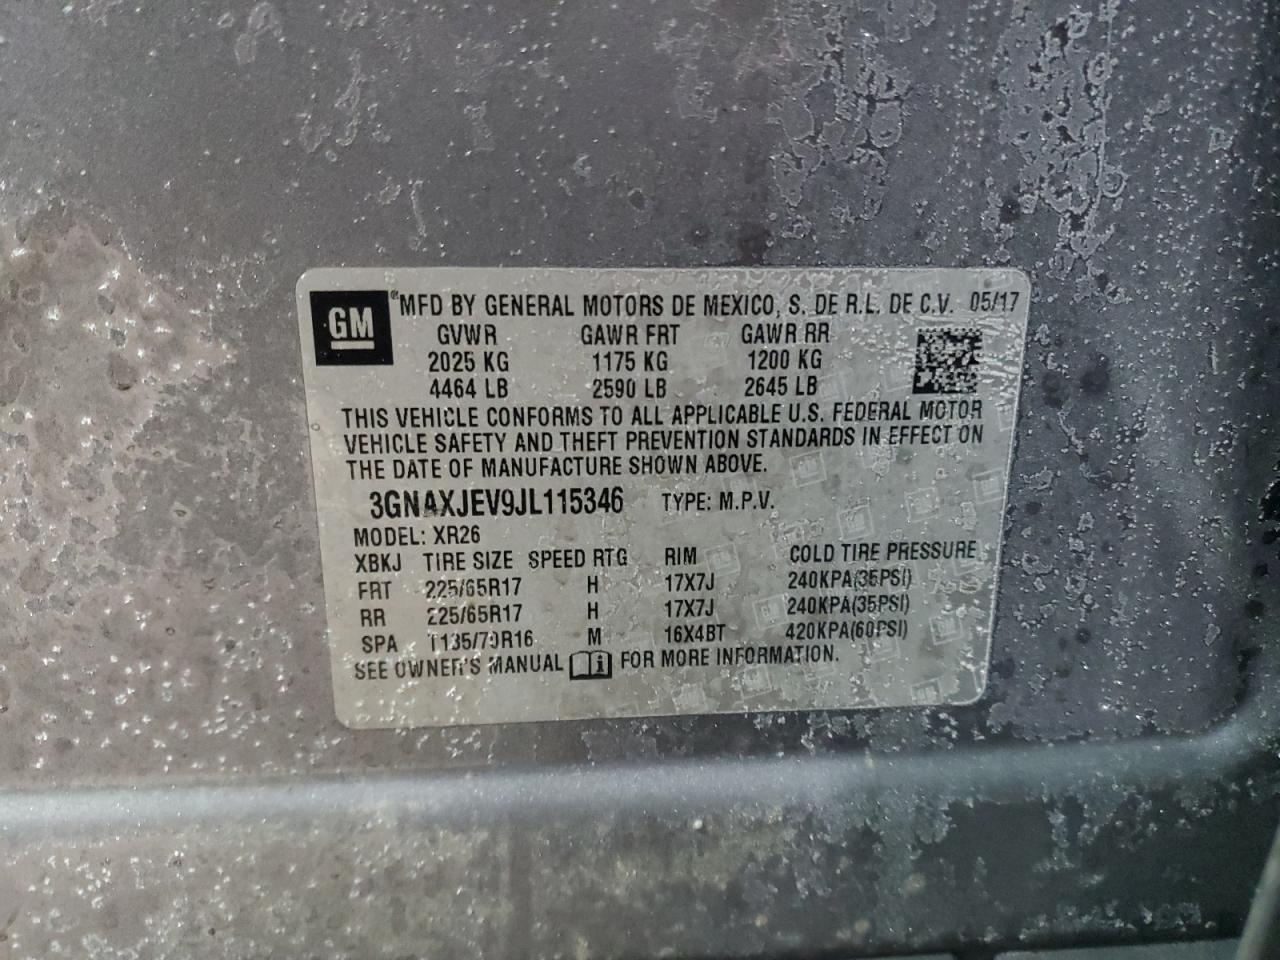 GM ®MFD BY GENERAL MOTORS DE MEXICO, S. DE R.L. DE C.V. 05/17
GVWR GAWR FRT GAWR RR
2025 KG 1175 KG 1200 KG
4464 LB 2590 LB 2645 LB
THIS VEHICLE CONFORMS TO ALL APPLICABLE U.S. FEDERAL MOTOR
VEHICLE SAFETY AND THEFT PREVENTION STANDARDS IN EFFECT ON
THE DATE OF MANUFACTURE SHOWN ABOVE.
3GNAXJEV9JL115346 TYPE: M.P.V.
MODEL: XR26
XBKJ TIRE SIZE SPEED RTG RIM COLD TIRE PRESSURE
FRT 225/65R17 H 17X7J 240KPA(35PSI)
RR 225/65R17 H 17X7J 240KPA(35PSI)
SPA T135/70R16 M 16X4BT 420KPA(60PSI)
SEE OWNER'S MANUAL FOR MORE INFORMATION.